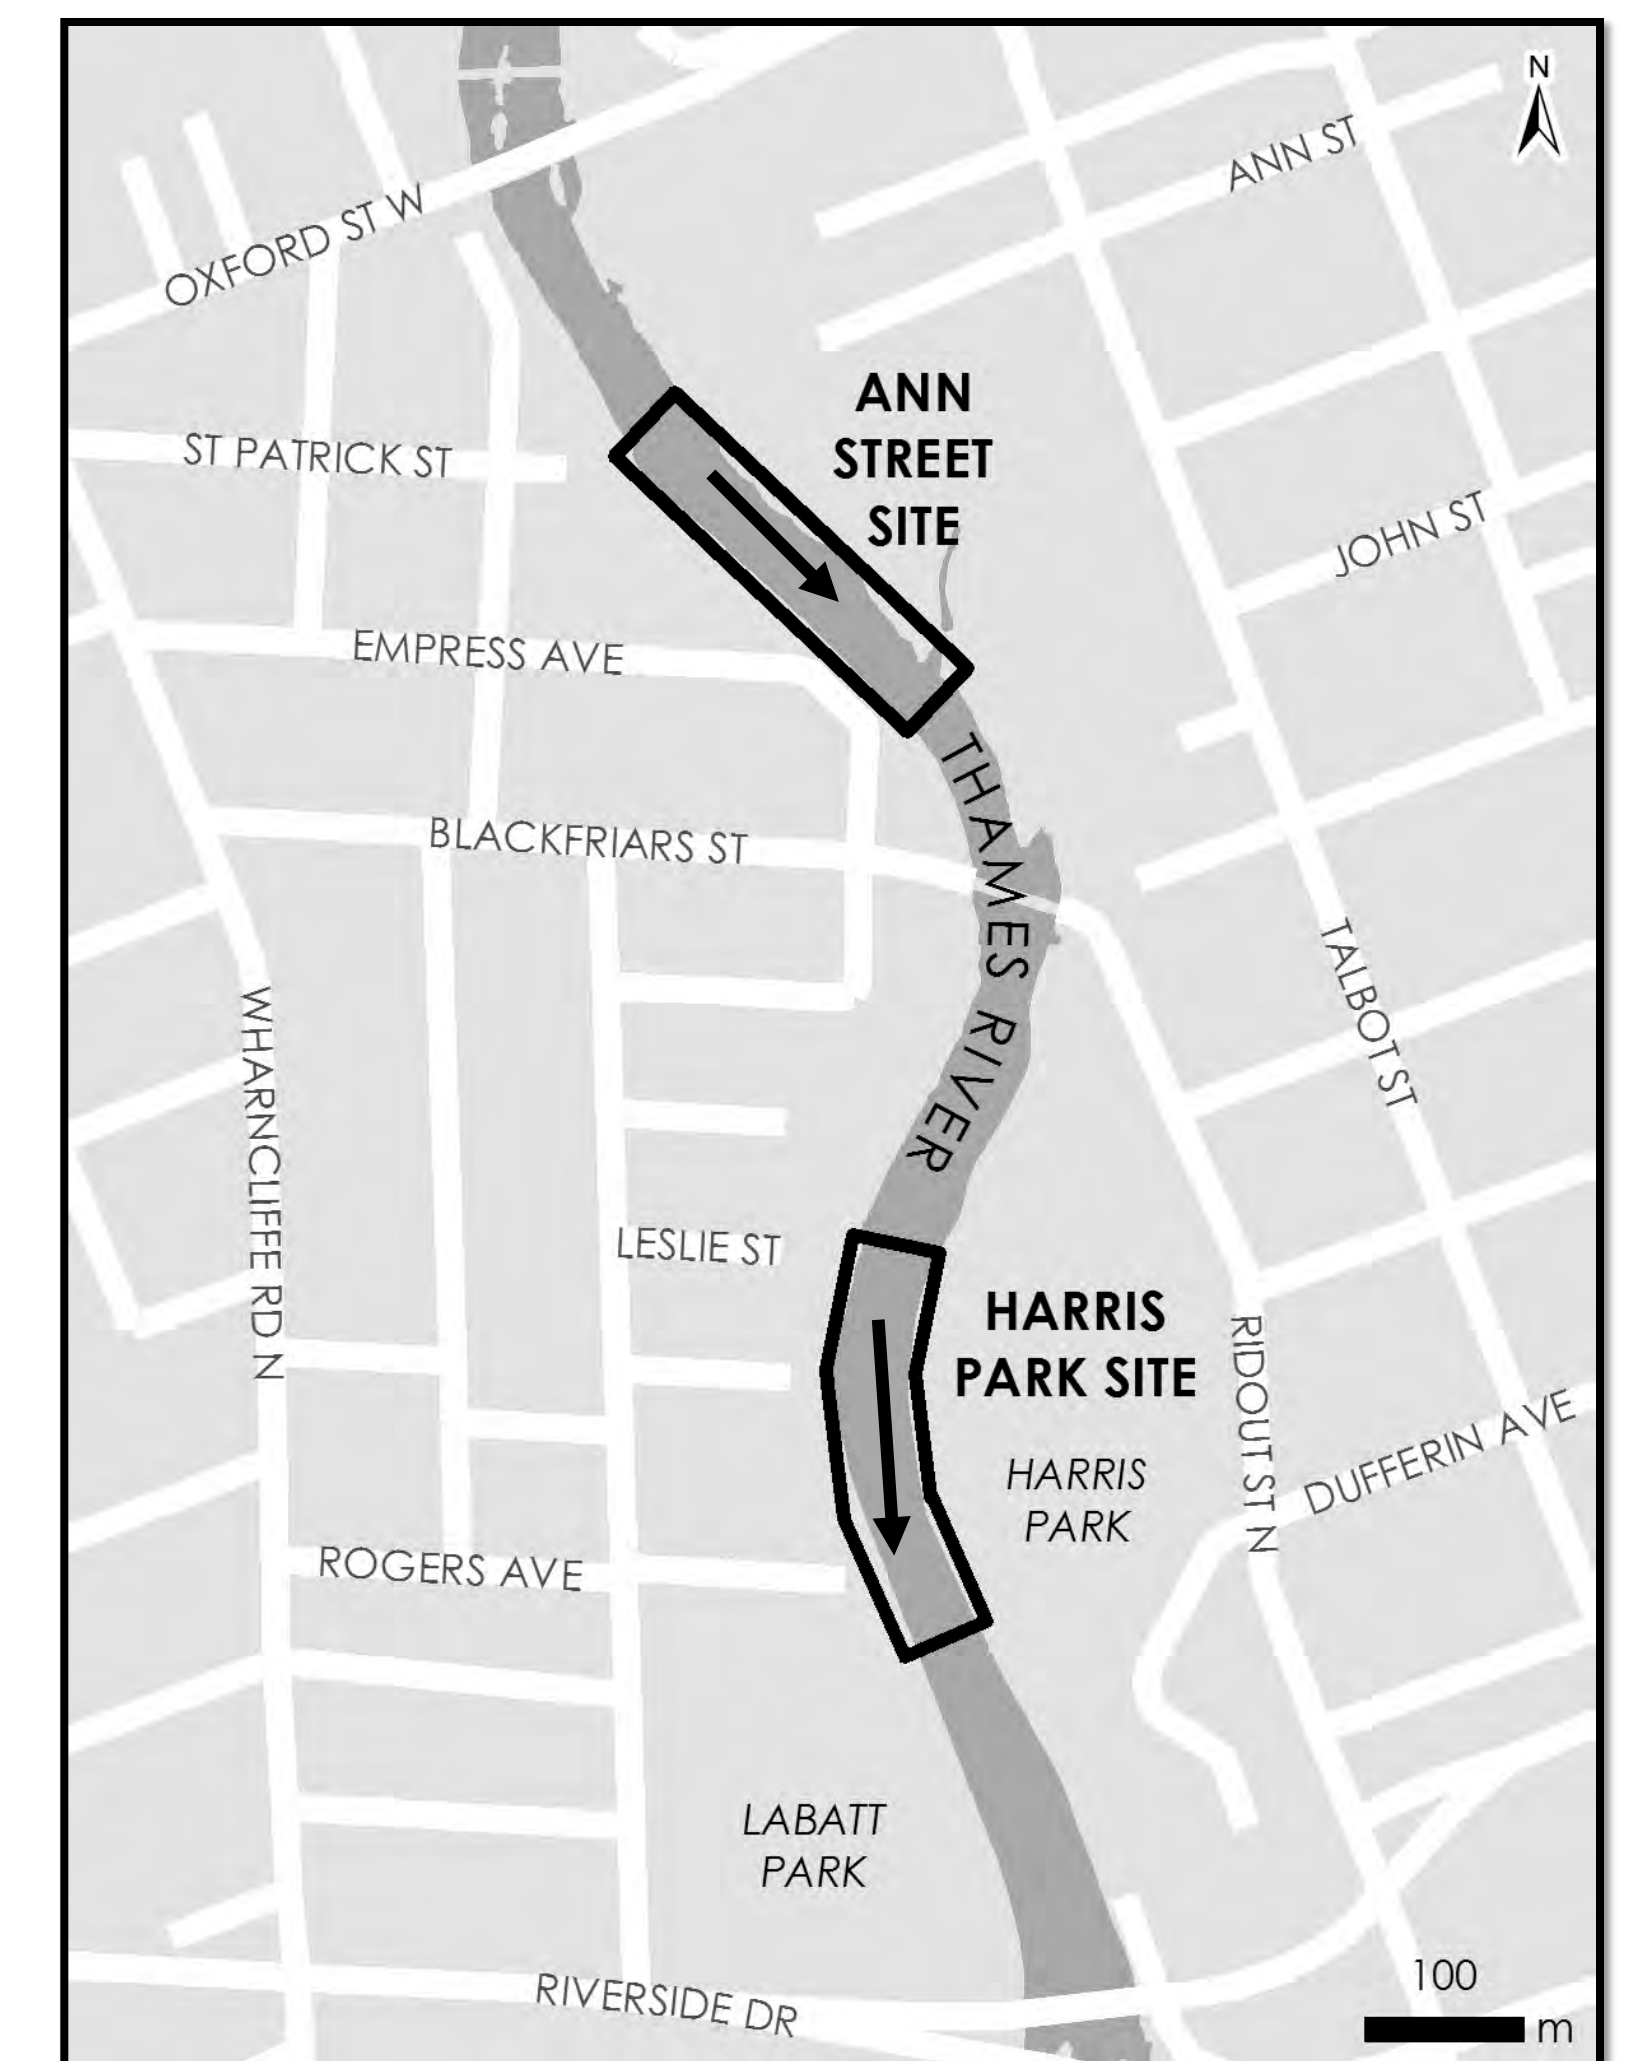 N
ANN ST
OXFORD ST W
ANN
STREET
SITE
ST PATRICK ST
JOHN ST
EMPRESS AVE
THAMES RIVER
BLACKFRIARS ST
TALBOT ST
WHARNCLIFFE RD N
LESLIE ST
HARRIS
PARK SITE
RIDOUT ST N
HARRIS
PARK
DUFFERIN AVE
ROGERS AVE
LABATT
PARK
RIVERSIDE DR
100
m